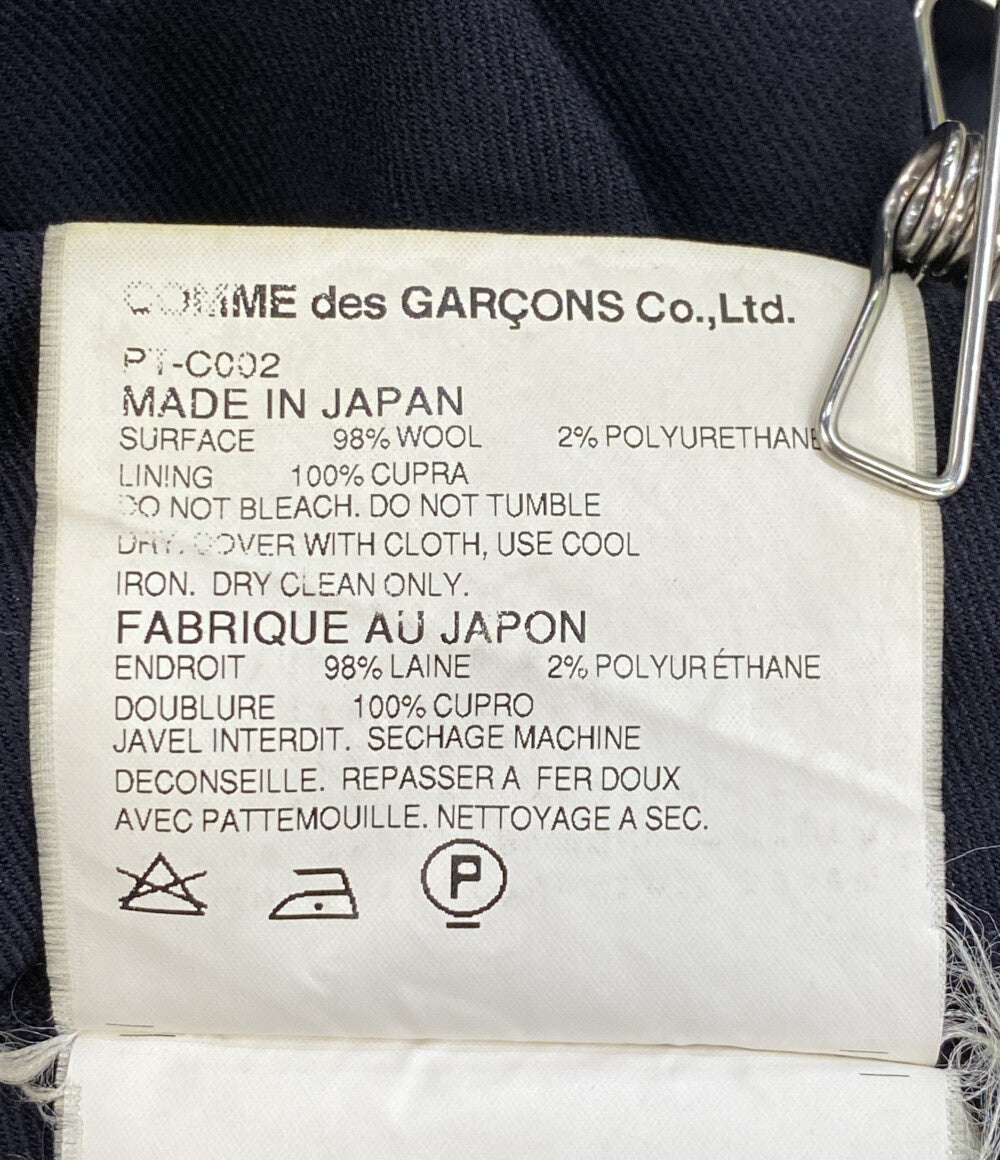 COMME des GARÇONS Co.,Ltd.
PT-C002
MADE IN JAPAN
SURFACE 98% WOOL 2% POLYURETHANE
LINING 100% CUPRA
DO NOT BLEACH. DO NOT TUMBLE
DRY. COVER WITH CLOTH, USE COOL
IRON. DRY CLEAN ONLY.
FABRIQUE AU JAPON
ENDROIT 98% LAINE 2% POLYURÉTHANE
DOUBLURE 100% CUPRO
JAVEL INTERDIT. SECHAGE MACHINE
DECONSEILLE. REPASSER A FER DOUX
AVEC PATTEMOUILLE. NETTOYAGE A SEC.
P